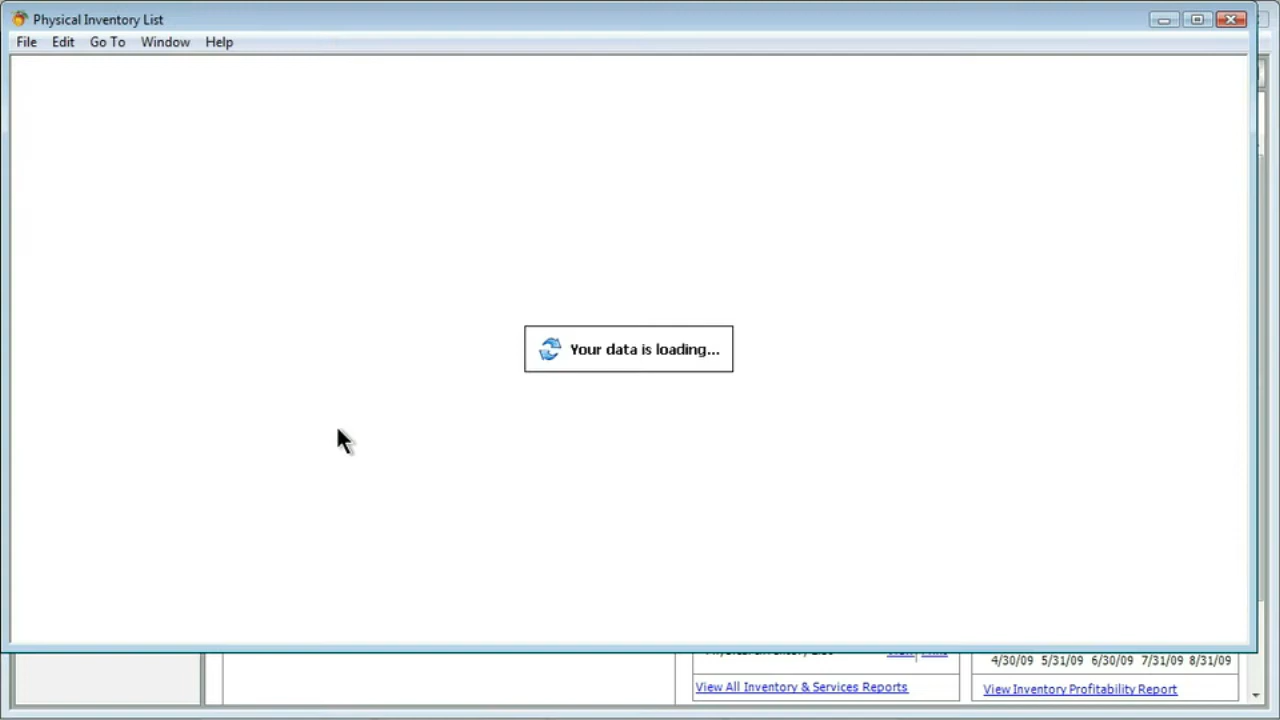 Physical Inventory List
File Edit Go To Window Help
Your data is loading...
4/30/09 5/31/09 6/30/09 7/31/09 8/31/09
View All Inventory & Services Reports
View Inventory Profitability Report